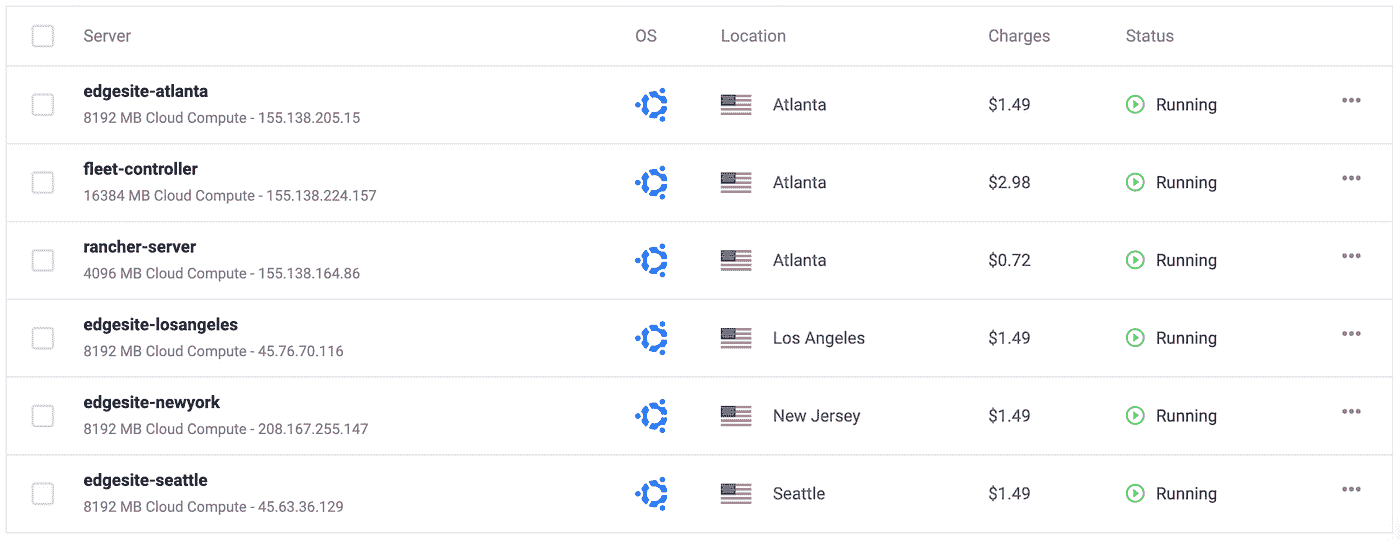 Server OS Location Charges Status
edgesite-atlanta
8192 MB Cloud Compute - 155.138.205.15
Atlanta $1.49 Running
fleet-controller
16384 MB Cloud Compute - 155.138.224.157
Atlanta $2.98 Running
rancher-server
4096 MB Cloud Compute - 155.138.164.86
Atlanta $0.72 Running
edgesite-losangeles
8192 MB Cloud Compute - 45.76.70.116
Los Angeles $1.49 Running
edgesite-newyork
8192 MB Cloud Compute - 208.167.255.147
New Jersey $1.49 Running
edgesite-seattle
8192 MB Cloud Compute - 45.63.36.129
Seattle $1.49 Running